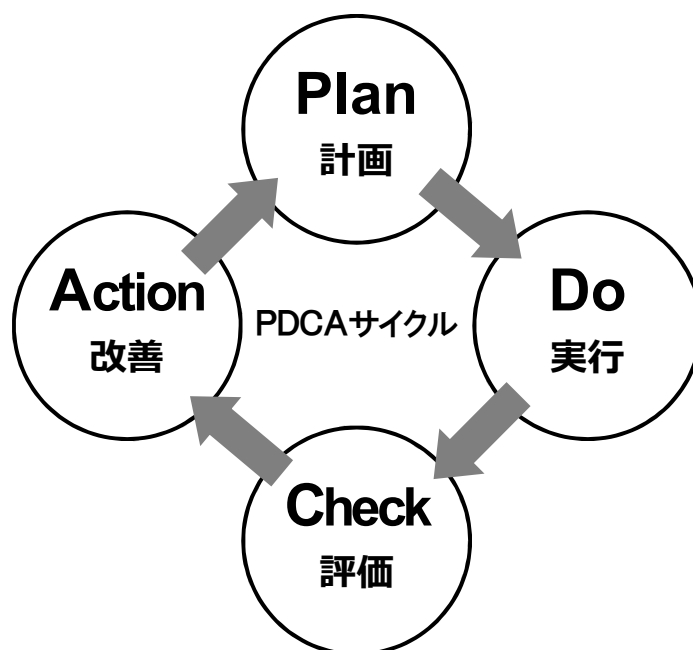 Plan
計画
Do
実行
Check
評価
Action
改善
PDCAサイクル